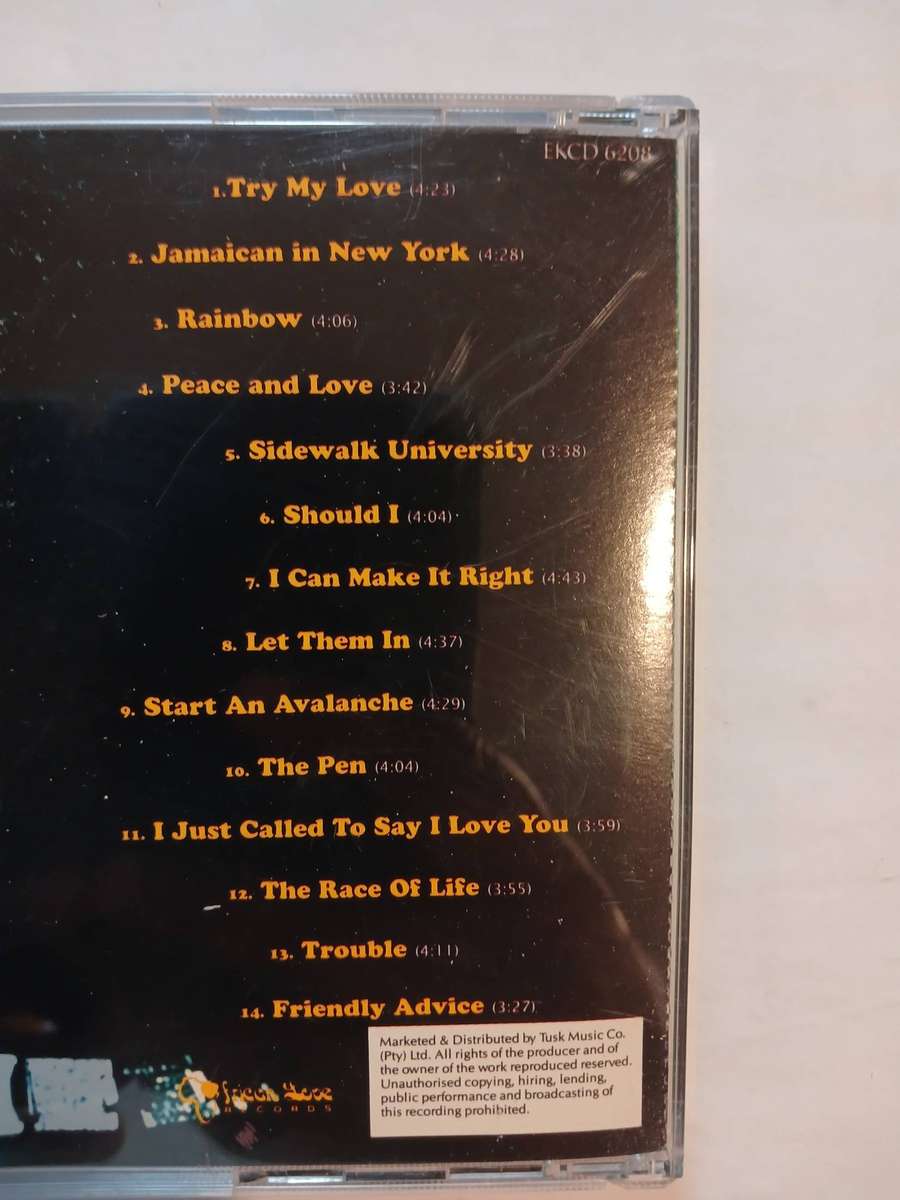 EKCD 6208
1. Try My Love (4:23)
2. Jamaican in New York (4:28)
3. Rainbow (4:06)
4. Peace and Love (3:42)
5. Sidewalk University (3:38)
6. Should I (4:04)
7. I Can Make It Right (4:43)
8. Let Them In (4:37)
9. Start An Avalanche (4:29)
10. The Pen (4:04)
11. I Just Called To Say I Love You (3:59)
12. The Race Of Life (3:55)
13. Trouble (4:11)
14. Friendly Advice (3:27)
Marketed & Distributed by Tusk Music Co.
(Pty) Ltd. All rights of the producer and of
the owner of the work reproduced reserved.
Unauthorised copying, hiring, lending,
public performance and broadcasting of
this recording prohibited.
RECORDS